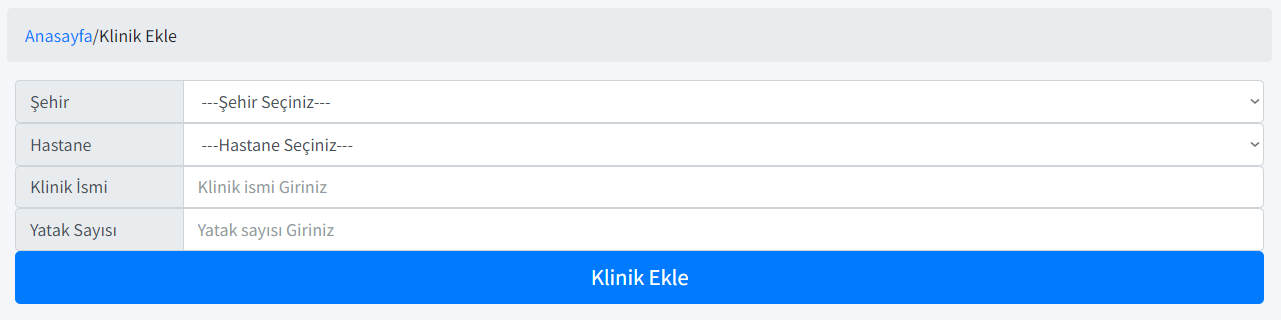 Anasayfa/Klinik Ekle
Şehir ---Şehir Seçiniz---
Hastane ---Hastane Seçiniz---
Klinik İsmi Klinik ismi Giriniz
Yatak Sayısı Yatak sayısı Giriniz
Klinik Ekle